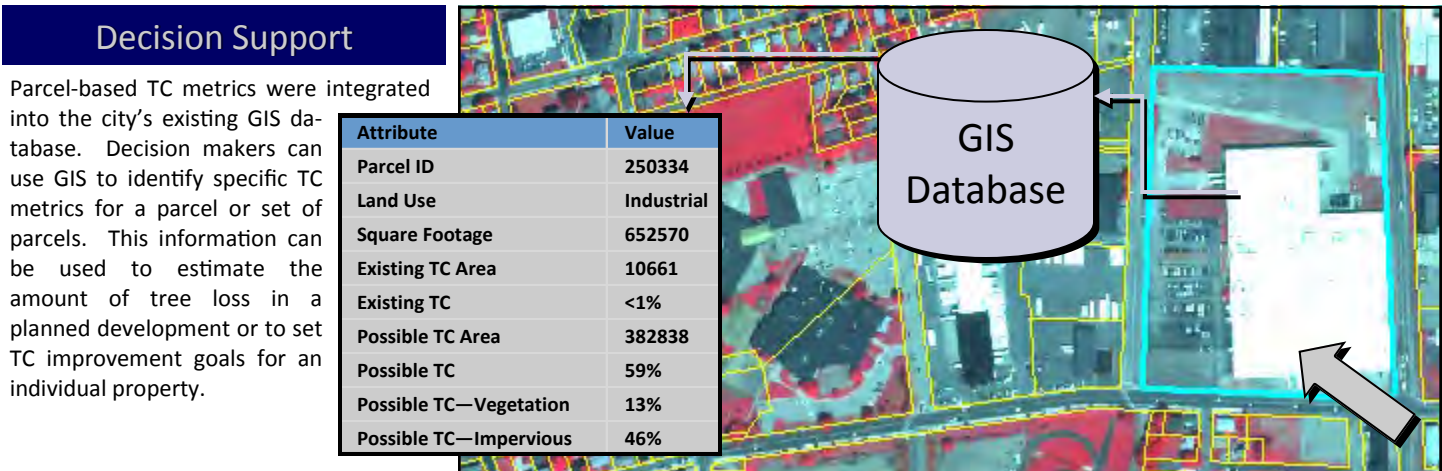 Decision Support
Parcel-based TC metrics were integrated
into the city's existing GIS da-
tabase. Decision makers can
use GIS to identify specific TC
metrics for a parcel or set of
parcels. This information can
be used to estimate the
amount of tree loss in a
planned development or to set
TC improvement goals for an
individual property.
Attribute Value
Parcel ID 250334
Land Use Industrial
Square Footage 652570
Existing TC Area 10661
Existing TC <1%
Possible TC Area 382838
Possible TC 59%
Possible TC—Vegetation 13%
Possible TC—Impervious 46%
GIS
Database